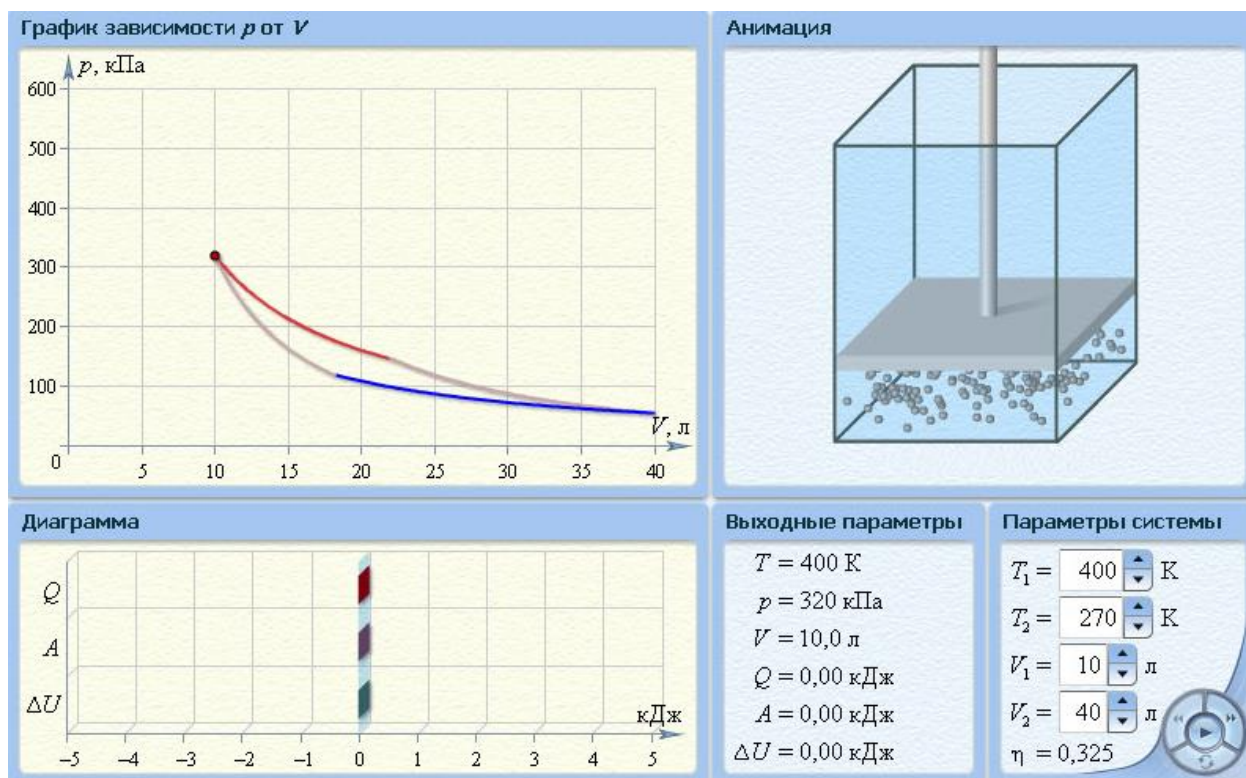 График зависимости p от V
p, кПа
600
500
400
300
200
100
0
5
10
15
20
25
30
35
40
V, л
Анимация
Диаграмма
Q
A
ΔU
кДж
–5
–4
–3
–2
–1
0
1
2
3
4
5
Выходные параметры
T = 400 К
p = 320 кПа
V = 10,0 л
Q = 0,00 кДж
A = 0,00 кДж
ΔU = 0,00 кДж
Параметры системы
T1 = 400 К
T2 = 270 К
V1 = 10 л
V2 = 40 л
η = 0,325